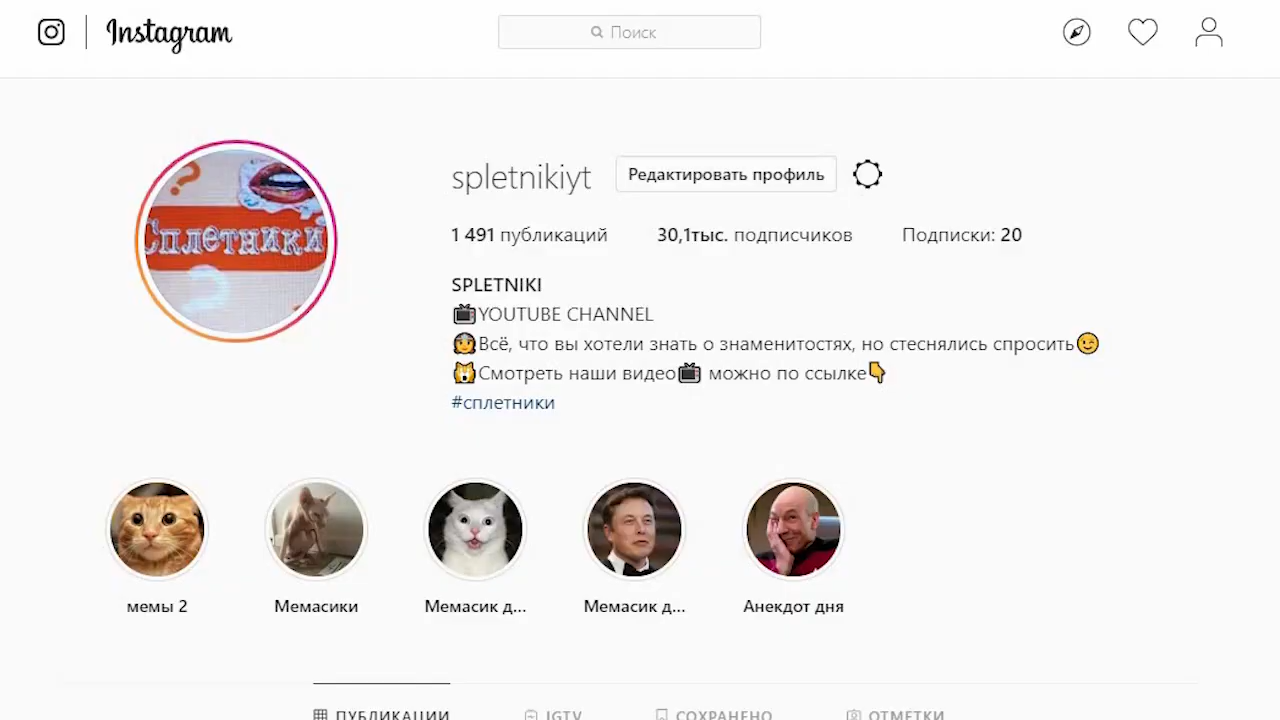 Instagram
Поиск
Сплетники
spletnikiyt Редактировать профиль
1 491 публикаций 30,1тыс. подписчиков Подписки: 20
SPLETNIKI
📺YOUTUBE CHANNEL
👰Всё, что вы хотели знать о знаменитостях, но стеснялись спросить😉
🙀Смотреть наши видео📺 можно по ссылке👇
#сплетники
мемы 2 Мемасики Мемасик д... Мемасик д... Анекдот дня
ПУБЛИКАЦИИ IGTV СОХРАНЕНО ОТМЕТКИ